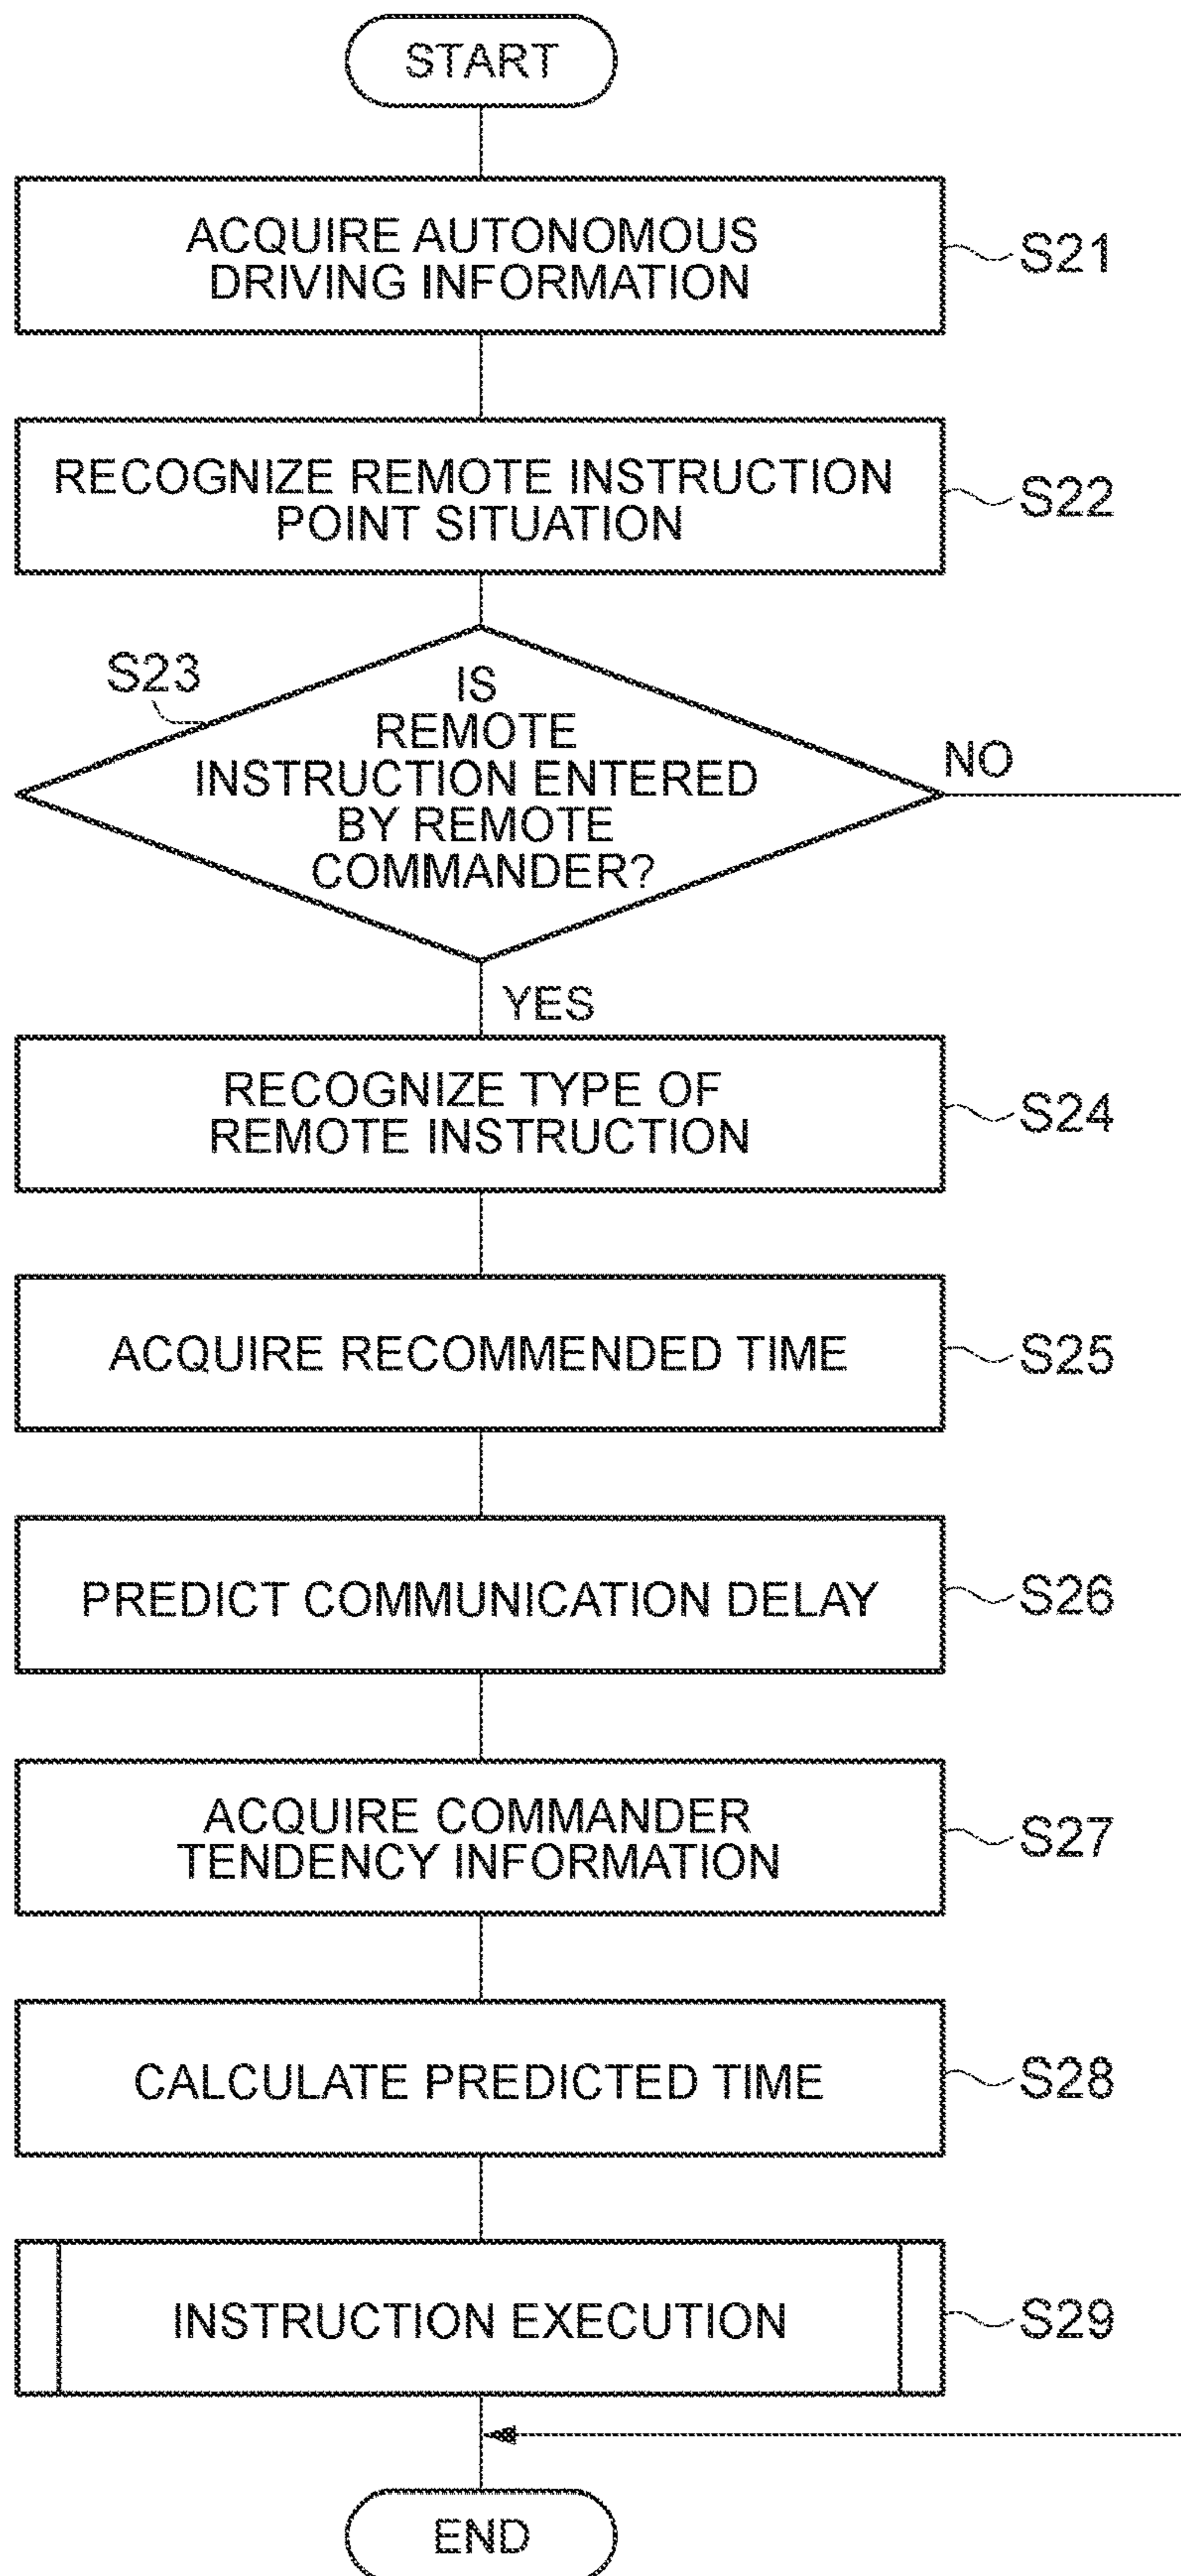 START
ACQUIRE AUTONOMOUS
DRIVING INFORMATION
S21
RECOGNIZE REMOTE INSTRUCTION
POINT SITUATION
S22
S23
IS
REMOTE
INSTRUCTION ENTERED
BY REMOTE
COMMANDER?
NO
YES
RECOGNIZE TYPE OF
REMOTE INSTRUCTION
S24
ACQUIRE RECOMMENDED TIME
S25
PREDICT COMMUNICATION DELAY
S26
ACQUIRE COMMANDER
TENDENCY INFORMATION
S27
CALCULATE PREDICTED TIME
S28
INSTRUCTION EXECUTION
S29
END